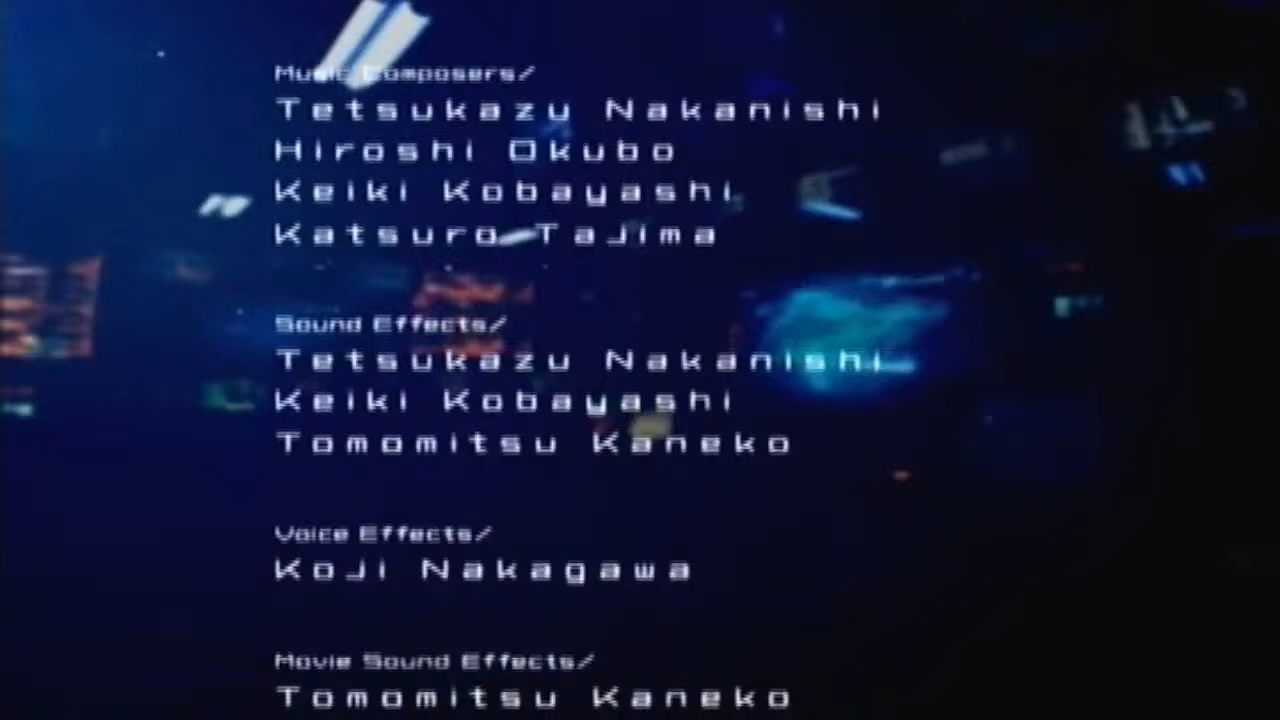 Music Composers/
Tetsukazu Nakanishi
Hiroshi Okubo
Keiki Kobayashi
Katsuro Tajima
Sound Effects/
Tetsukazu Nakanishi
Keiki Kobayashi
Tomomitsu Kaneko
Voice Effects/
Koji Nakagawa
Movie Sound Effects/
Tomomitsu Kaneko